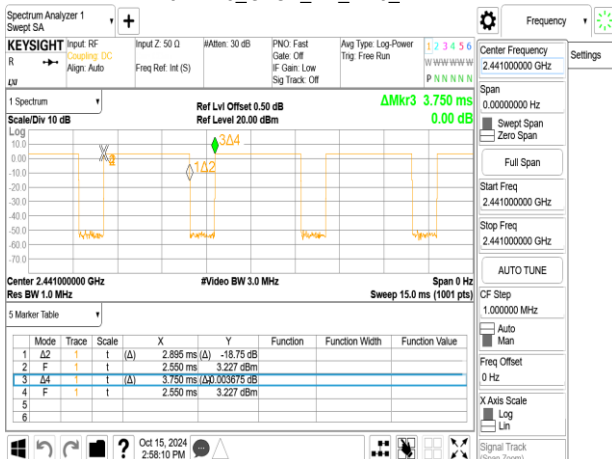 Spectrum Analyzer 1
Swept SA
Frequency
Settings
KEYSIGHT
R
Input: RF
Coupling: DC
Align: Auto
Input Z: 50 Ω
Freq Ref: Int (S)
#Atten: 30 dB
PNO: Fast
Gate: Off
IF Gain: Low
Sig Track: Off
Avg Type: Log-Power
Trig: Free Run
1 2 3 4 5 6
W W W W W W
P N N N N N
1 Spectrum
Scale/Div 10 dB
Log
Ref Lvl Offset 0.50 dB
Ref Level 20.00 dBm
ΔMkr3 3.750 ms
0.00 dB
10.0
0.00
-10.0
-20.0
-30.0
-40.0
-50.0
-60.0
-70.0
3Δ4
1Δ2
Center 2.441000000 GHz
Res BW 1.0 MHz
#Video BW 3.0 MHz
Span 0 Hz
Sweep 15.0 ms (1001 pts)
5 Marker Table
Mode Trace Scale X Y Function Function Width Function Value
1 Δ2 1 t (Δ) 2.895 ms (Δ) -18.75 dB
2 F 1 t 2.550 ms 3.227 dBm
3 Δ4 1 t (Δ) 3.750 ms (Δ) 0.003675 dB
4 F 1 t 2.550 ms 3.227 dBm
5
6
Oct 15, 2024
2:58:10 PM
Center Frequency
2.441000000 GHz
Span
0.00000000 Hz
Swept Span
Zero Span
Full Span
Start Freq
2.441000000 GHz
Stop Freq
2.441000000 GHz
AUTO TUNE
CF Step
1.000000 MHz
Auto
Man
Freq Offset
0 Hz
X Axis Scale
Log
Lin
Signal Track
(Span Zoom)